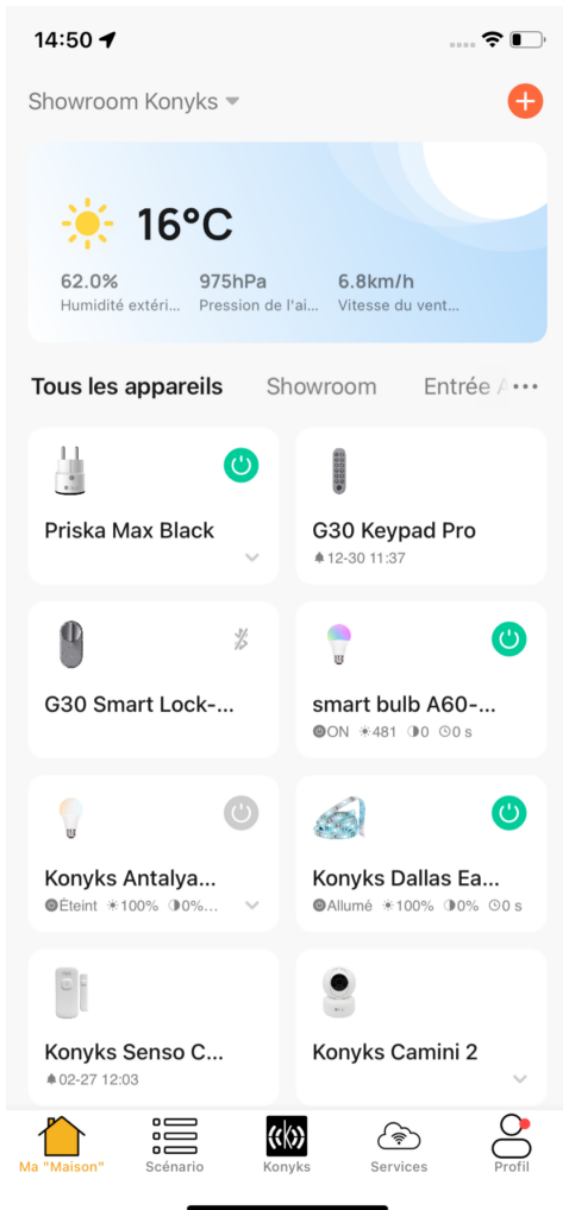 14:50
Showroom Konyks
16°C
62.0% 975hPa 6.8km/h
Humidité extéri... Pression de l'ai... Vitesse du vent...
Tous les appareils Showroom Entrée A
Priska Max Black
G30 Keypad Pro
12-30 11:37
G30 Smart Lock-...
smart bulb A60-...
ON 481 0 0 s
Konyks Antalya...
Éteint 100% 0%...
Konyks Dallas Ea...
Allumé 100% 0% 0 s
Konyks Senso C...
02-27 12:03
Konyks Camini 2
Ma "Maison" Scénario Konyks Services Profil